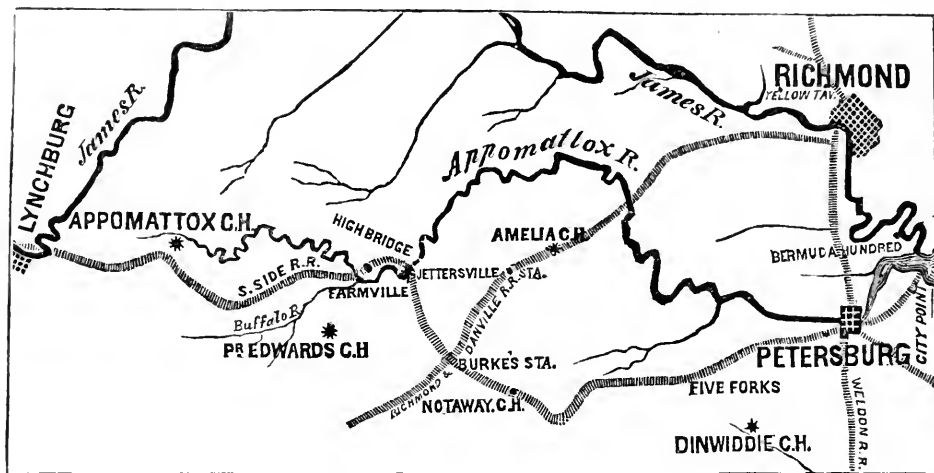 RICHMOND
YELLOW TAV.
James R.
James R.
LYNCHBURG
Appomattox R.
APPOMATTOX C.H.
HIGH BRIDGE
AMELIA C.H.
BERMUDA HUNDRED
S. SIDE R.R.
JETTERSVILLE STA.
FARMVILLE
CITY POINT
Buffalo R.
PR EDWARDS C.H
RICHMOND & DANVILLE R.R.
BURKE'S STA.
PETERSBURG
NOTAWAY. C.H.
FIVE FORKS
WELDON R.R.
DINWIDDIE C.H.